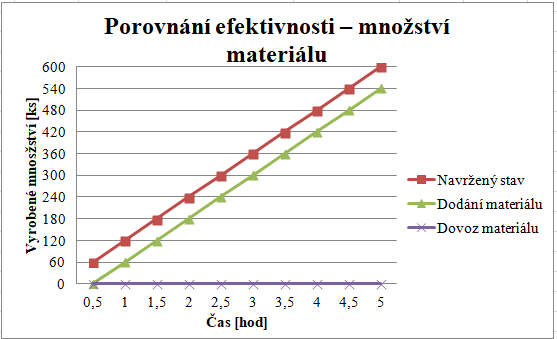 Porovnání efektivnosti – množství
materiálu
Vyrobené mnosžství [ks]
600
540
480
420
360
300
240
180
120
60
0
0,5 1 1,5 2 2,5 3 3,5 4 4,5 5
Čas [hod]
Navržený stav
Dodání materiálu
Dovoz materiálu